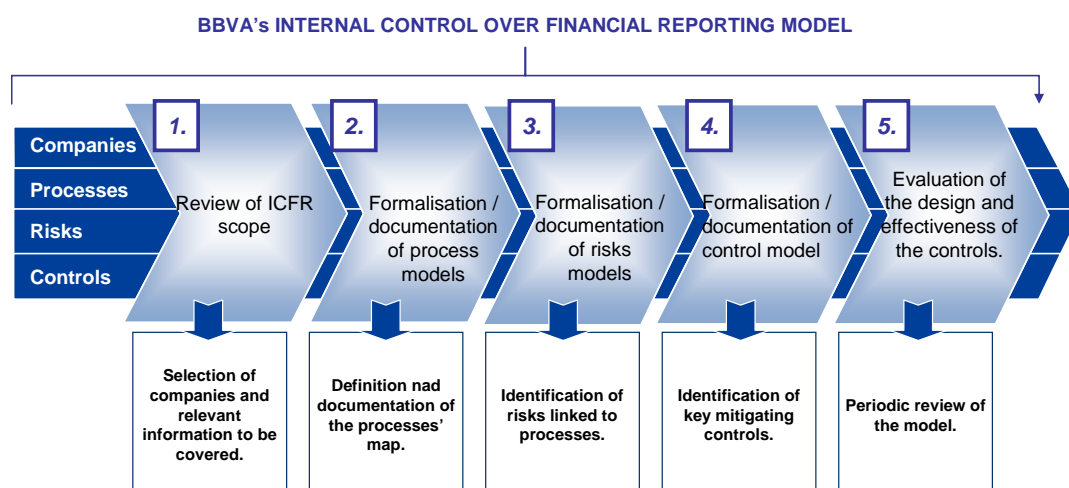 BBVA's INTERNAL CONTROL OVER FINANCIAL REPORTING MODEL
1.
2.
3.
4.
5.
Companies
Processes
Risks
Controls
Review of ICFR
scope
Formalisation /
documentation
of process
models
Formalisation /
documentation
of risks
models
Formalisation /
documentation of
control model
Evaluation of
the design and
effectiveness of
the controls.
Selection of
companies and
relevant
information to be
covered.
Definition nad
documentation of
the processes'
map.
Identification of
risks linked to
processes.
Identification of
key mitigating
controls.
Periodic review of
the model.